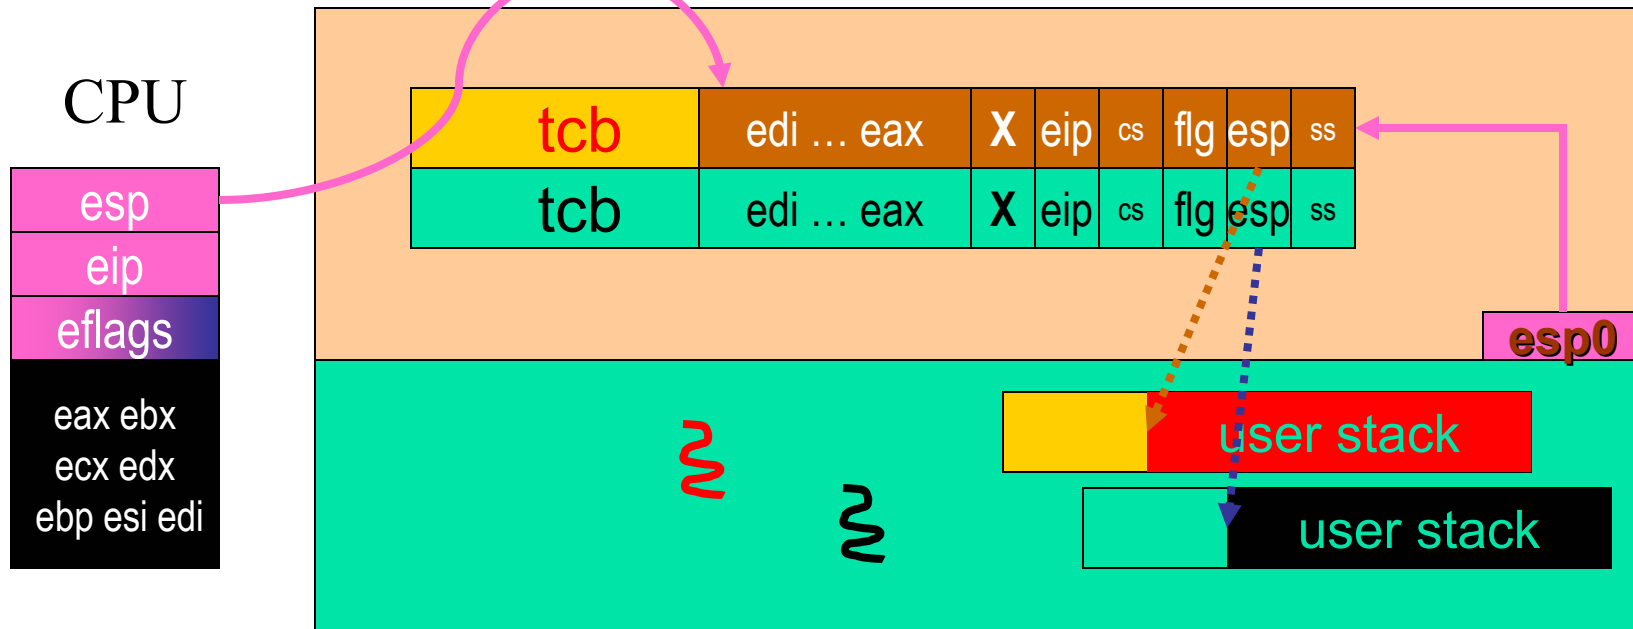 CPU
esp
eip
eflags
eax ebx
ecx edx
ebp esi edi
tcb edi … eax X eip cs flg esp ss
tcb edi … eax X eip cs flg esp ss
esp0
user stack
user stack